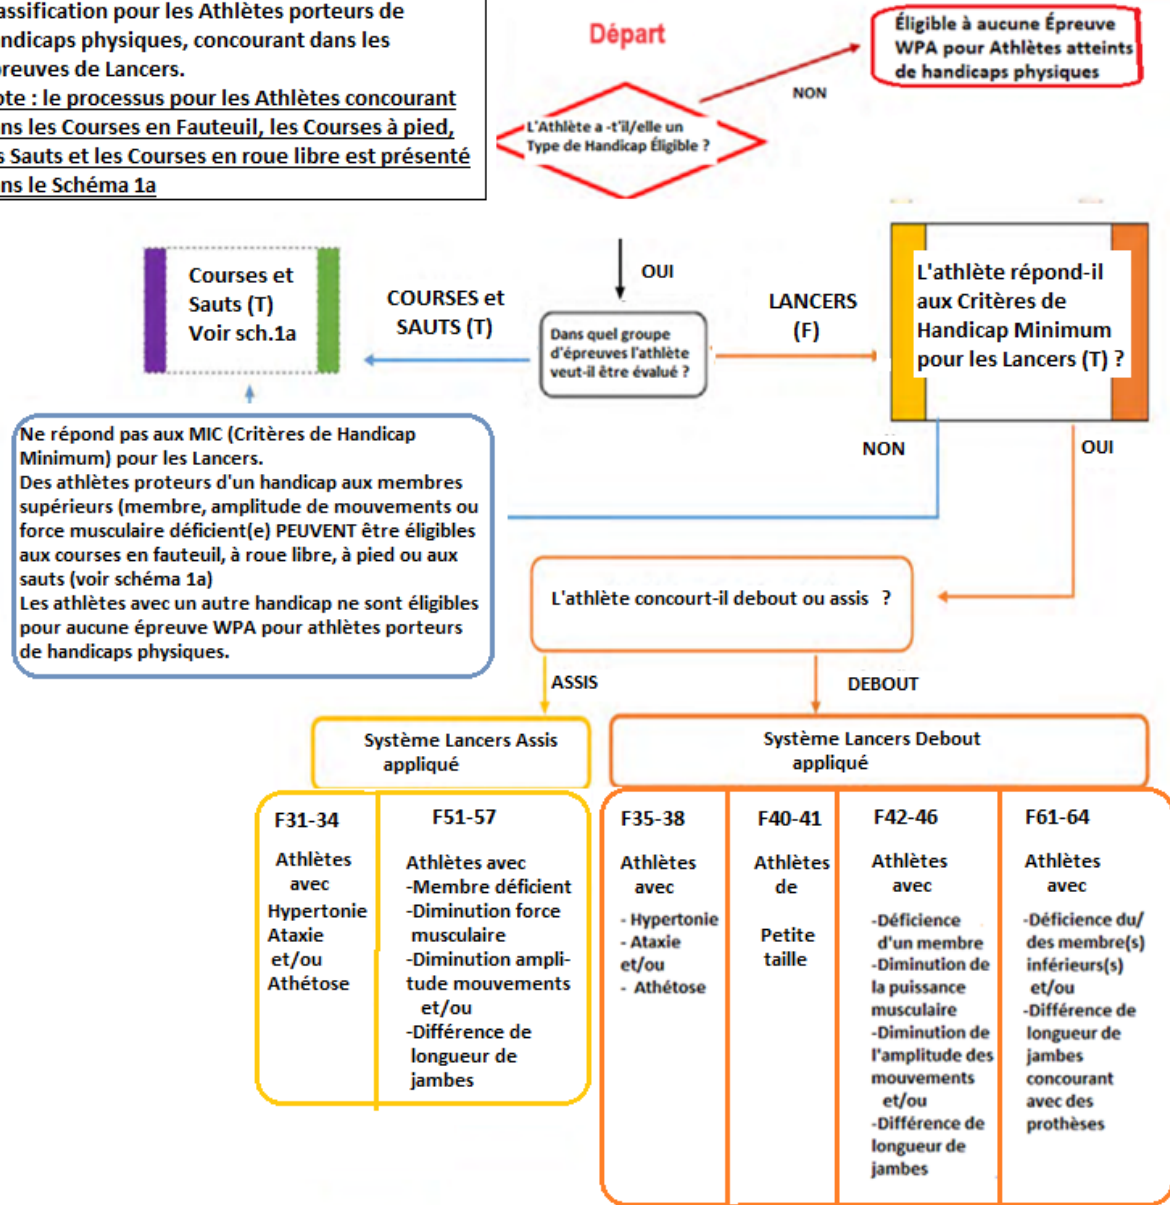 assification pour les Athlètes porteurs de
ndicaps physiques, concourant dans les
preuves de Lancers.
ote : le processus pour les Athlètes concourant
ns les Courses en Fauteuil, les Courses à pied,
s Sauts et les Courses en roue libre est présenté
ns le Schéma 1a
Départ
Éligible à aucune Épreuve
WPA pour Athlètes atteints
de handicaps physiques
NON
L'Athlète a -t'il/elle un
Type de Handicap Éligible ?
OUI
Courses et
Sauts (T)
Voir sch.1a
COURSES et
SAUTS (T)
Dans quel groupe
d'épreuves l'athlète
veut-il être évalué ?
LANCERS
(F)
L'athlète répond-il
aux Critères de
Handicap Minimum
pour les Lancers (T) ?
NON
OUI
Ne répond pas aux MIC (Critères de Handicap
Minimum) pour les Lancers.
Des athlètes proteurs d'un handicap aux membres
supérieurs (membre, amplitude de mouvements ou
force musculaire déficient(e) PEUVENT être éligibles
aux courses en fauteuil, à roue libre, à pied ou aux
sauts (voir schéma 1a)
Les athlètes avec un autre handicap ne sont éligibles
pour aucune épreuve WPA pour athlètes porteurs
de handicaps physiques.
L'athlète concourt-il debout ou assis ?
ASSIS
DEBOUT
Système Lancers Assis
appliqué
Système Lancers Debout
appliqué
F31-34
Athlètes
avec
Hypertonie
Ataxie
et/ou
Athétose
F51-57
Athlètes avec
-Membre déficient
-Diminution force
musculaire
-Diminution ampli-
tude mouvements
et/ou
-Différence de
longueur de
jambes
F35-38
Athlètes
avec
- Hypertonie
- Ataxie
et/ou
- Athétose
F40-41
Athlètes
de
Petite
taille
F42-46
Athlètes
avec
-Déficience
d'un membre
-Diminution de
la puissance
musculaire
-Diminution de
l'amplitude des
mouvements
et/ou
-Différence de
longueur de
jambes
F61-64
Athlètes
avec
-Déficience du/
des membre(s)
inférieurs(s)
et/ou
-Différence de
longueur de
jambes
concourant
avec des
prothèses